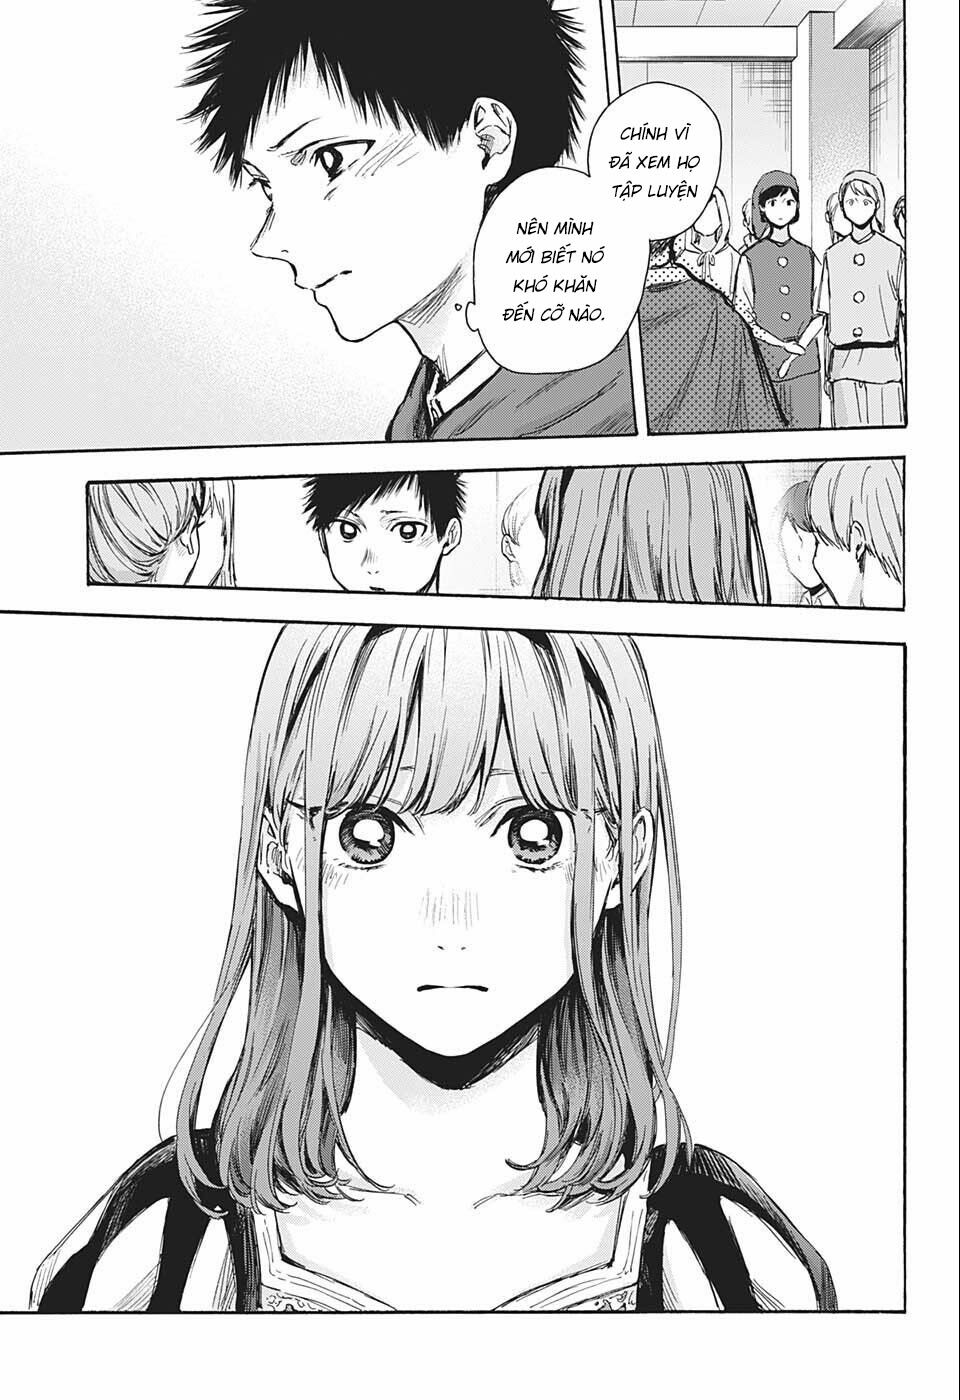 CHÍNH VÌ
ĐÃ XEM HỌ
TẬP LUYỆN
NÊN MÌNH
MỚI BIẾT NÓ
KHÓ KHĂN
ĐẾN CỠ NÀO.